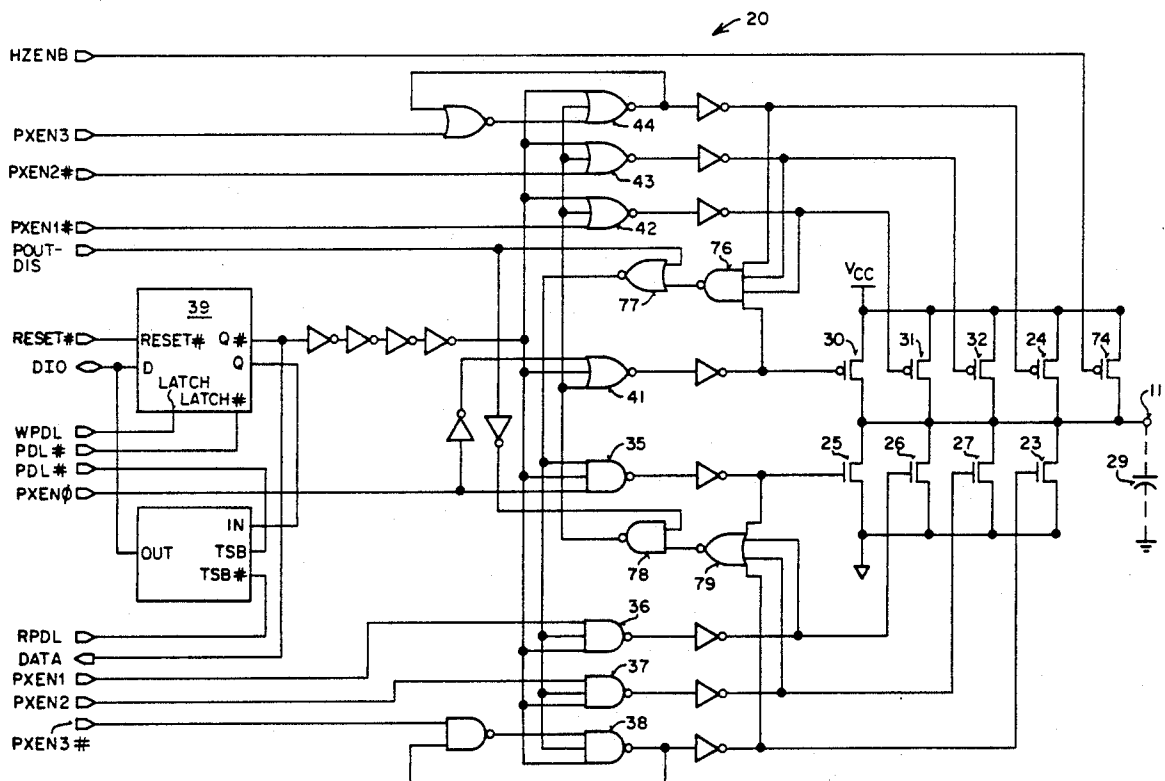 20
HZENB
PXEN3
44
PXEN2#
43
PXEN1#
42
POUT-
DIS
76
77
VCC
11
39
RESET#
RESET#
Q#
DIO
D
Q
LATCH
LATCH#
30
31
32
24
74
41
WPDL
PDL#
PDL#
PXENØ
35
25
26
27
23
29
IN
OUT
TSB
TSB#
78
79
36
RPDL
DATA
PXEN1
37
PXEN2
38
PXEN3#